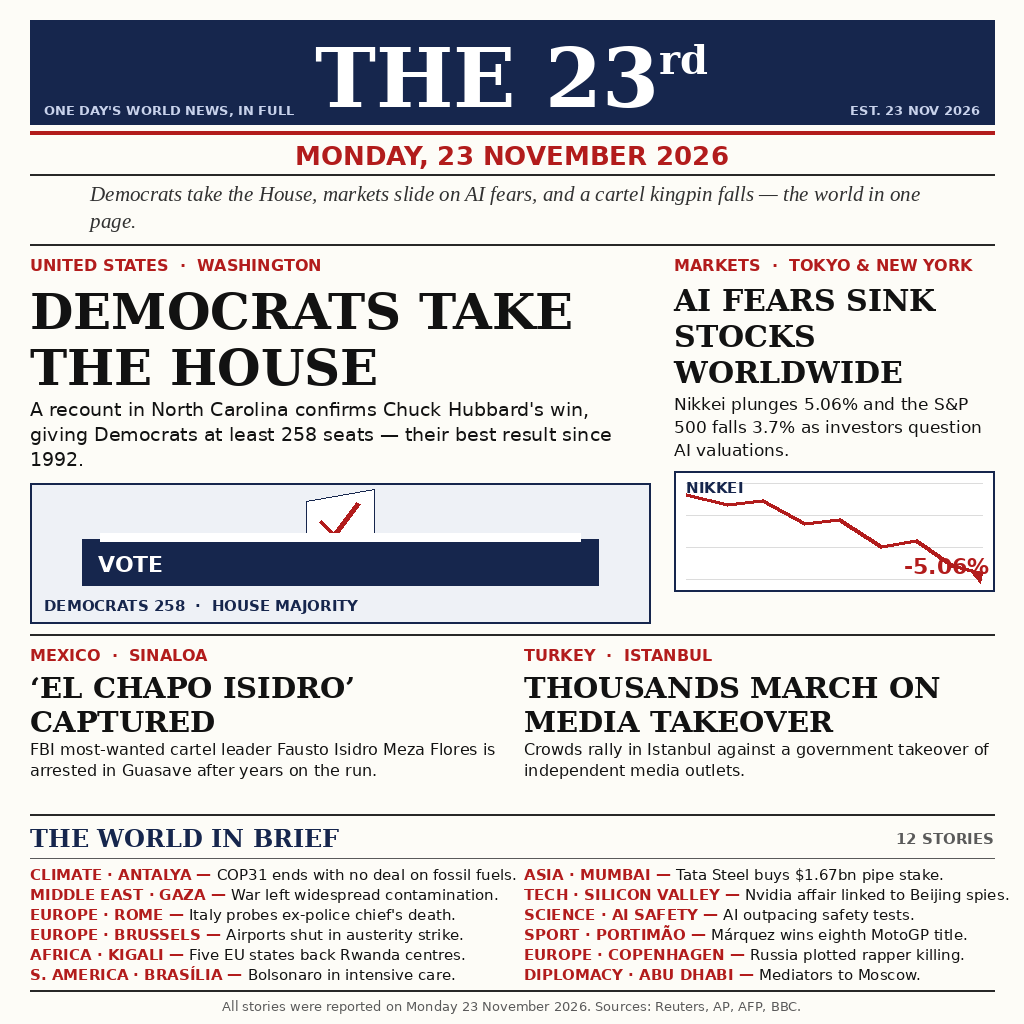 THE 23rd
ONE DAY'S WORLD NEWS, IN FULL
EST. 23 NOV 2026
MONDAY, 23 NOVEMBER 2026
Democrats take the House, markets slide on AI fears, and a cartel kingpin falls — the world in one
page.
UNITED STATES · WASHINGTON
DEMOCRATS TAKE
THE HOUSE
A recount in North Carolina confirms Chuck Hubbard's win,
giving Democrats at least 258 seats — their best result since
1992.
VOTE
DEMOCRATS 258 · HOUSE MAJORITY
MARKETS · TOKYO & NEW YORK
AI FEARS SINK
STOCKS
WORLDWIDE
Nikkei plunges 5.06% and the S&P
500 falls 3.7% as investors question
AI valuations.
NIKKEI
-5.06%
MEXICO · SINALOA
‘EL CHAPO ISIDRO’
CAPTURED
FBI most-wanted cartel leader Fausto Isidro Meza Flores is
arrested in Guasave after years on the run.
TURKEY · ISTANBUL
THOUSANDS MARCH ON
MEDIA TAKEOVER
Crowds rally in Istanbul against a government takeover of
independent media outlets.
THE WORLD IN BRIEF
12 STORIES
CLIMATE · ANTALYA — COP31 ends with no deal on fossil fuels.
MIDDLE EAST · GAZA — War left widespread contamination.
EUROPE · ROME — Italy probes ex-police chief's death.
EUROPE · BRUSSELS — Airports shut in austerity strike.
AFRICA · KIGALI — Five EU states back Rwanda centres.
S. AMERICA · BRASÍLIA — Bolsonaro in intensive care.
ASIA · MUMBAI — Tata Steel buys $1.67bn pipe stake.
TECH · SILICON VALLEY — Nvidia affair linked to Beijing spies.
SCIENCE · AI SAFETY — AI outpacing safety tests.
SPORT · PORTIMÃO — Márquez wins eighth MotoGP title.
EUROPE · COPENHAGEN — Russia plotted rapper killing.
DIPLOMACY · ABU DHABI — Mediators to Moscow.
All stories were reported on Monday 23 November 2026. Sources: Reuters, AP, AFP, BBC.